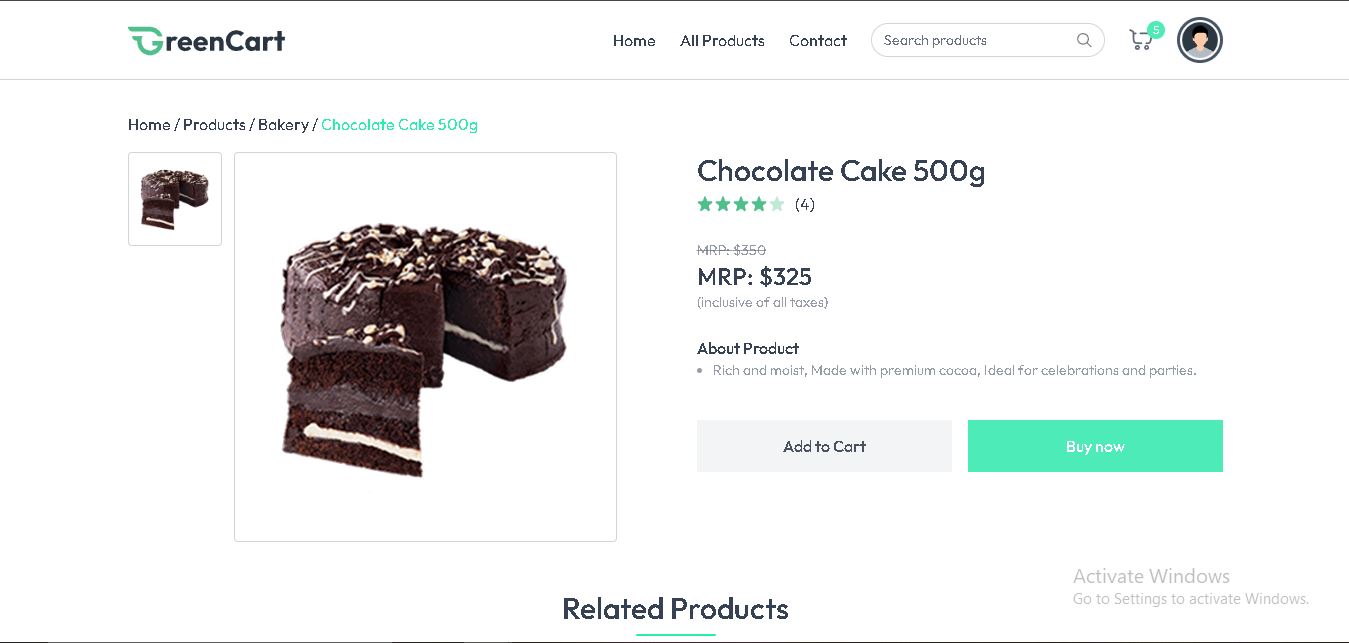 GreenCart
Home All Products Contact Search products 5
Home / Products / Bakery / Chocolate Cake 500g
Chocolate Cake 500g
(4)
MRP: $350
MRP: $325
(inclusive of all taxes)
About Product
• Rich and moist, Made with premium cocoa, Ideal for celebrations and parties.
Add to Cart Buy now
Activate Windows
Go to Settings to activate Windows.
Related Products